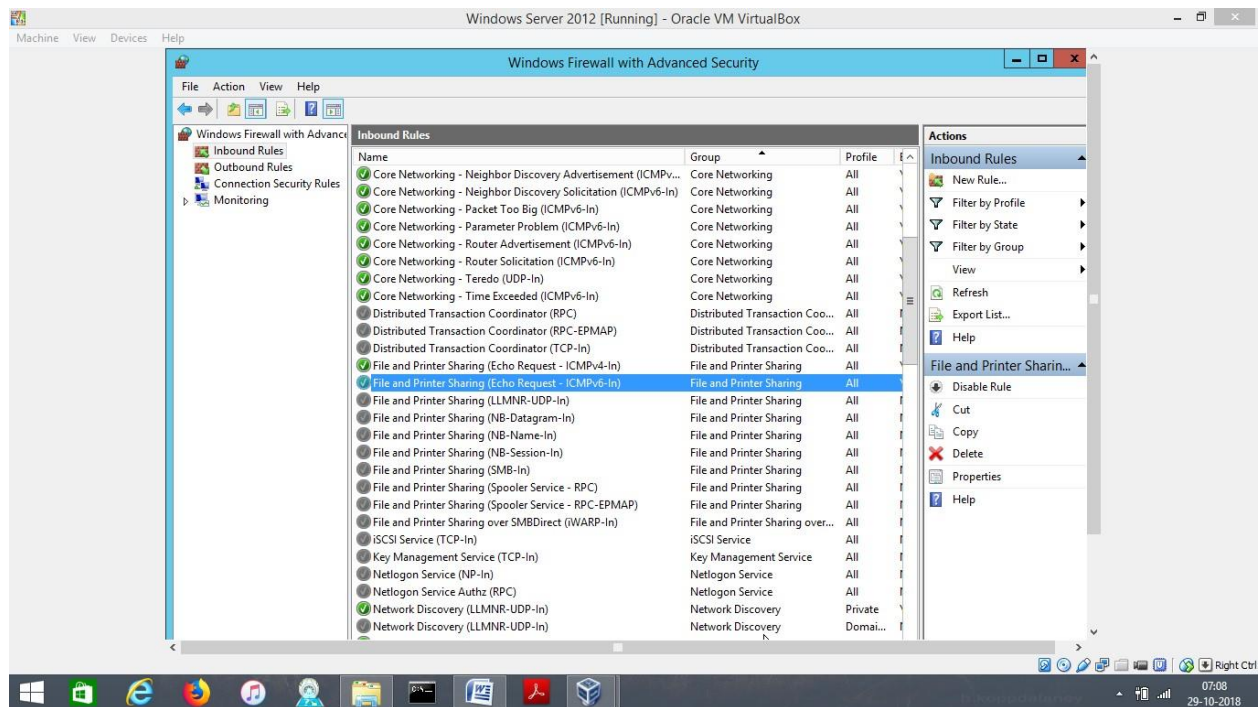 Windows Server 2012 [Running] - Oracle VM VirtualBox
Machine View Devices Help
Windows Firewall with Advanced Security
File Action View Help
Windows Firewall with Advance
Inbound Rules
Outbound Rules
Connection Security Rules
Monitoring
Inbound Rules
Name Group Profile
Core Networking - Neighbor Discovery Advertisement (ICMPv... Core Networking All
Core Networking - Neighbor Discovery Solicitation (ICMPv6-In) Core Networking All
Core Networking - Packet Too Big (ICMPv6-In) Core Networking All
Core Networking - Parameter Problem (ICMPv6-In) Core Networking All
Core Networking - Router Advertisement (ICMPv6-In) Core Networking All
Core Networking - Router Solicitation (ICMPv6-In) Core Networking All
Core Networking - Teredo (UDP-In) Core Networking All
Core Networking - Time Exceeded (ICMPv6-In) Core Networking All
Distributed Transaction Coordinator (RPC) Distributed Transaction Coo... All
Distributed Transaction Coordinator (RPC-EPMAP) Distributed Transaction Coo... All
Distributed Transaction Coordinator (TCP-In) Distributed Transaction Coo... All
File and Printer Sharing (Echo Request - ICMPv4-In) File and Printer Sharing All
File and Printer Sharing (Echo Request - ICMPv6-In) File and Printer Sharing All
File and Printer Sharing (LLMNR-UDP-In) File and Printer Sharing All
File and Printer Sharing (NB-Datagram-In) File and Printer Sharing All
File and Printer Sharing (NB-Name-In) File and Printer Sharing All
File and Printer Sharing (NB-Session-In) File and Printer Sharing All
File and Printer Sharing (SMB-In) File and Printer Sharing All
File and Printer Sharing (Spooler Service - RPC) File and Printer Sharing All
File and Printer Sharing (Spooler Service - RPC-EPMAP) File and Printer Sharing All
File and Printer Sharing over SMBDirect (iWARP-In) File and Printer Sharing over... All
iSCSI Service (TCP-In) iSCSI Service All
Key Management Service (TCP-In) Key Management Service All
Netlogon Service (NP-In) Netlogon Service All
Netlogon Service Authz (RPC) Netlogon Service All
Network Discovery (LLMNR-UDP-In) Network Discovery Private
Network Discovery (LLMNR-UDP-In) Network Discovery Domai...
Actions
Inbound Rules
New Rule...
Filter by Profile
Filter by State
Filter by Group
View
Refresh
Export List...
Help
File and Printer Sharin...
Disable Rule
Cut
Copy
Delete
Properties
Help
Right Ctrl
07:08
29-10-2018